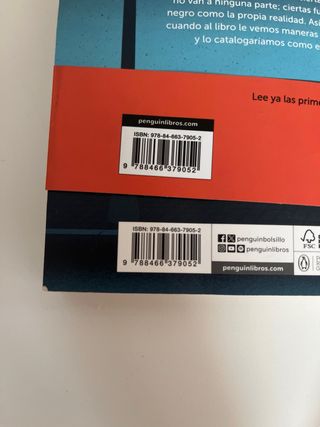 no van a ninguna parte; ciertas fu
negro como la propia realidad. Así
cuando al libro le vemos maneras
y lo catalogaríamos como e
Lee ya las prime
penguinlibros.com
ISBN: 978-84-663-7905-2
9 788466 379052
ISBN: 978-84-663-7905-2
9 788466 379052
penguinbolsillo
penguinlibros
penguinlibros.com
FSC